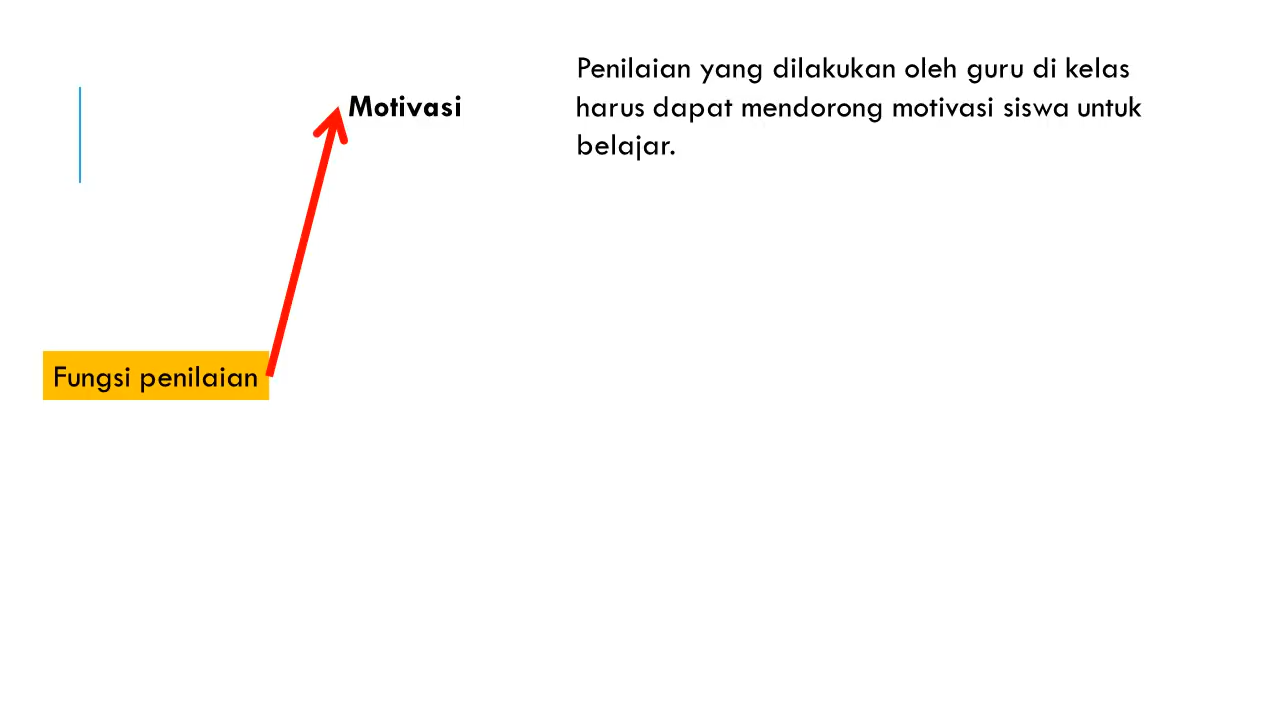 Motivasi
Penilaian yang dilakukan oleh guru di kelas
harus dapat mendorong motivasi siswa untuk
belajar.
Fungsi penilaian